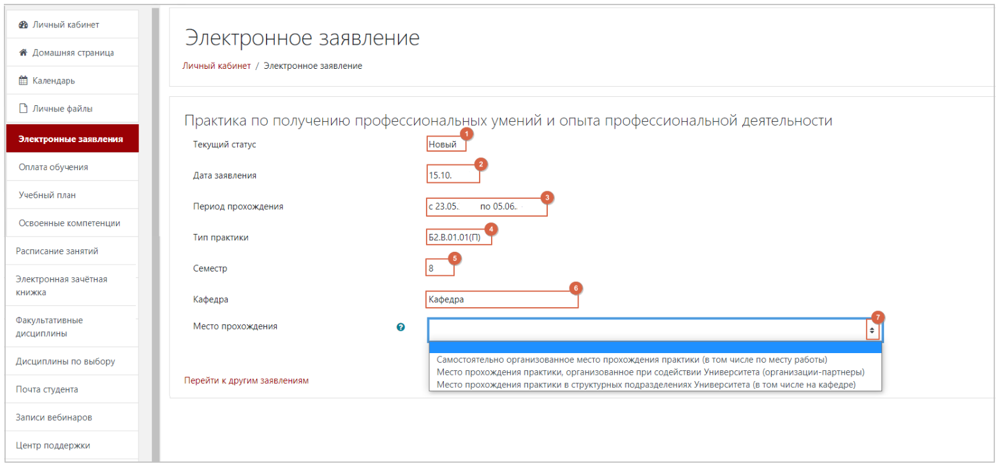 Личный кабинет
Домашняя страница
Календарь
Личные файлы
Электронные заявления
Оплата обучения
Учебный план
Освоенные компетенции
Расписание занятий
Электронная зачётная
книжка
Факультативные
дисциплины
Дисциплины по выбору
Почта студента
Записи вебинаров
Центр поддержки
Электронное заявление
Личный кабинет / Электронное заявление
Практика по получению профессиональных умений и опыта профессиональной деятельности
Текущий статус Новый 1
Дата заявления 15.10. 2
Период прохождения с 23.05. по 05.06.. 3
Тип практики Б2.В.01.01(П) 4
Семестр 8 5
Кафедра Кафедра 6
Место прохождения ? 7
Самостоятельно организованное место прохождения практики (в том числе по месту работы)
Место прохождения практики, организованное при содействии Университета (организации-партнеры)
Место прохождения практики в структурных подразделениях Университета (в том числе на кафедре)
Перейти к другим заявлениям